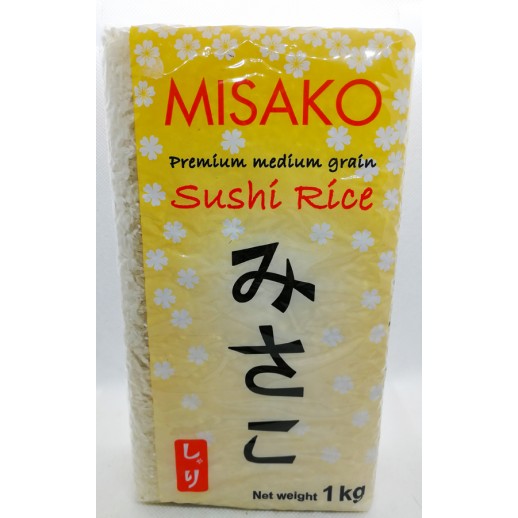 MISAKO
Premium medium grain
Sushi Rice
みさこ
しゃり
Net weight 1kg